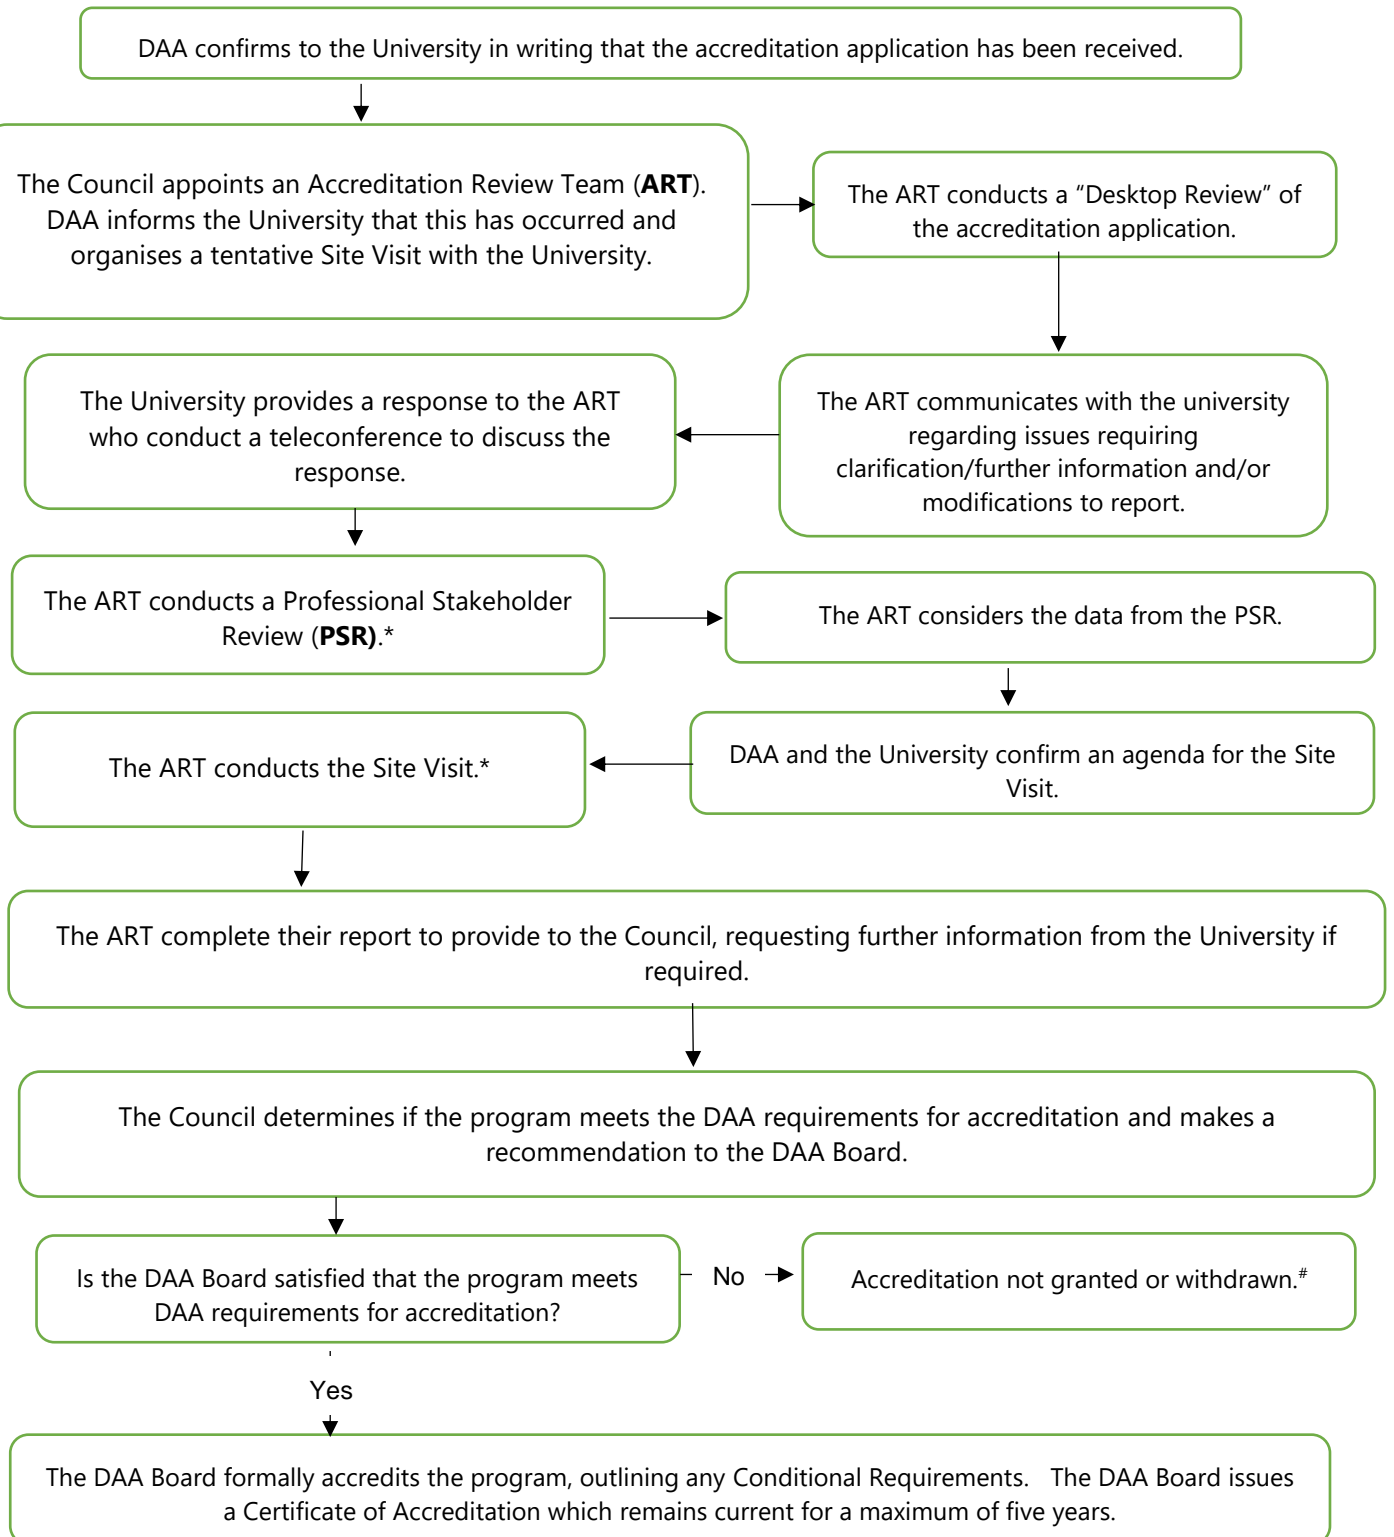 DAA confirms to the University in writing that the accreditation application has been received.
The Council appoints an Accreditation Review Team (ART).
DAA informs the University that this has occurred and
organises a tentative Site Visit with the University.
The ART conducts a “Desktop Review” of
the accreditation application.
The ART communicates with the university
regarding issues requiring
clarification/further information and/or
modifications to report.
The University provides a response to the ART
who conduct a teleconference to discuss the
response.
The ART conducts a Professional Stakeholder
Review (PSR).*
The ART considers the data from the PSR.
DAA and the University confirm an agenda for the Site
Visit.
The ART conducts the Site Visit.*
The ART complete their report to provide to the Council, requesting further information from the University if
required.
The Council determines if the program meets the DAA requirements for accreditation and makes a
recommendation to the DAA Board.
Is the DAA Board satisfied that the program meets
DAA requirements for accreditation?
No
Accreditation not granted or withdrawn.#
Yes
The DAA Board formally accredits the program, outlining any Conditional Requirements. The DAA Board issues
a Certificate of Accreditation which remains current for a maximum of five years.